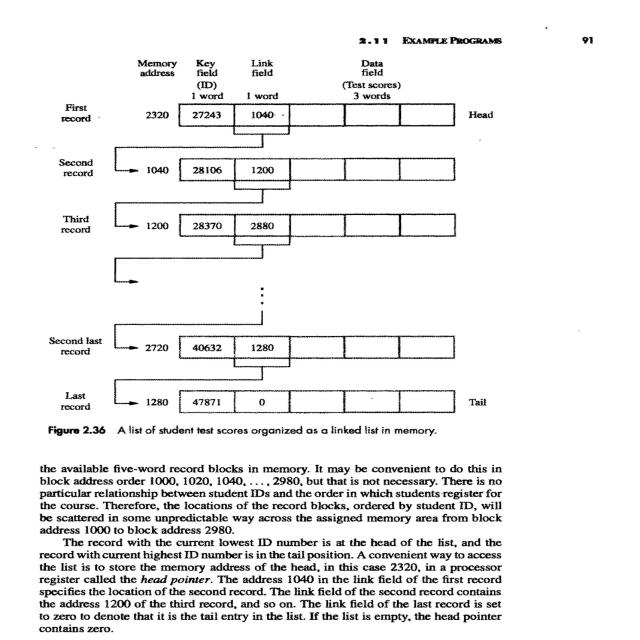 2.11 EXAMPLE PROGRAMS 91
Memory address
Key field (ID) 1 word
Link field 1 word
Data field (Test scores) 3 words
First record 2320 27243 1040 Head
Second record 1040 28106 1200
Third record 1200 28370 2880
Second last record 2720 40632 1280
Last record 1280 47871 0 Tail
Figure 2.36 A list of student test scores organized as a linked list in memory.
the available five-word record blocks in memory. It may be convenient to do this in
block address order 1000, 1020, 1040, . . . , 2980, but that is not necessary. There is no
particular relationship between student IDs and the order in which students register for
the course. Therefore, the locations of the record blocks, ordered by student ID, will
be scattered in some unpredictable way across the assigned memory area from block
address 1000 to block address 2980.
The record with the current lowest ID number is at the head of the list, and the
record with current highest ID number is in the tail position. A convenient way to access
the list is to store the memory address of the head, in this case 2320, in a processor
register called the head pointer. The address 1040 in the link field of the first record
specifies the location of the second record. The link field of the second record contains
the address 1200 of the third record, and so on. The link field of the last record is set
to zero to denote that it is the tail entry in the list. If the list is empty, the head pointer
contains zero.